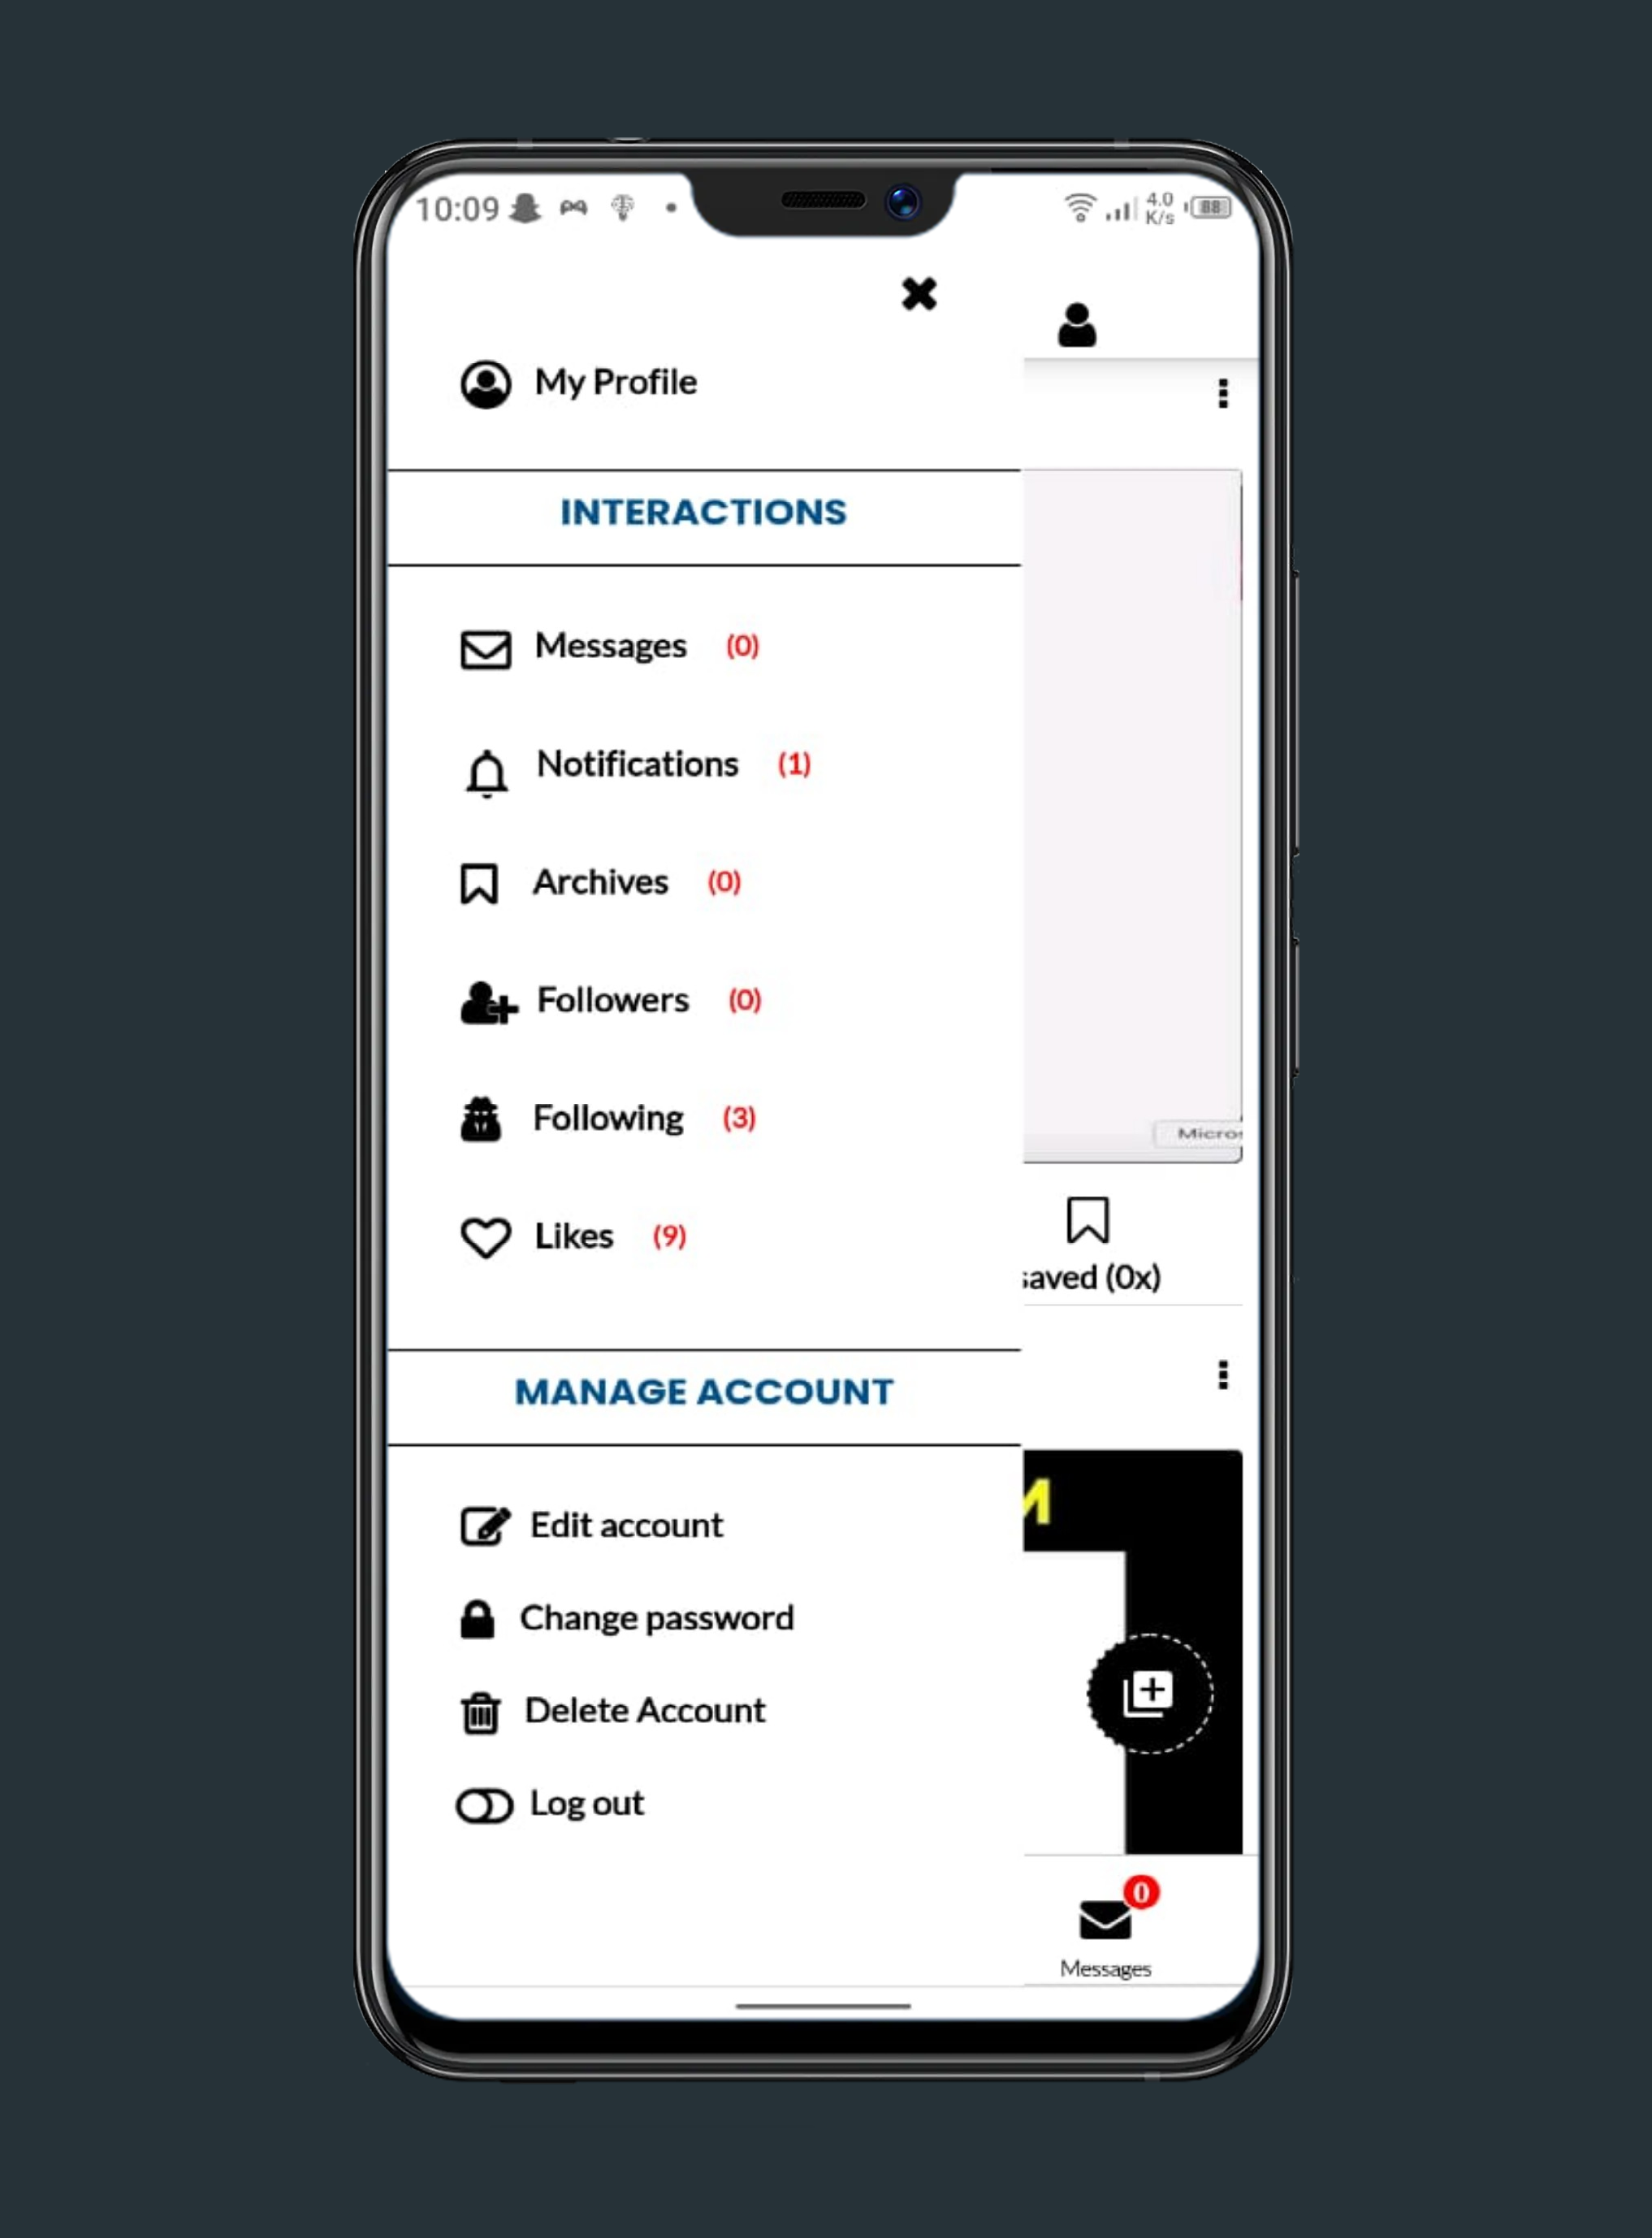 10:09
4.0
K/s
88
My Profile
INTERACTIONS
Messages (0)
Notifications (1)
Archives (0)
Followers (0)
Following (3)
Likes (9)
Micros
saved (0x)
MANAGE ACCOUNT
M
Edit account
Change password
Delete Account
Log out
0
Messages